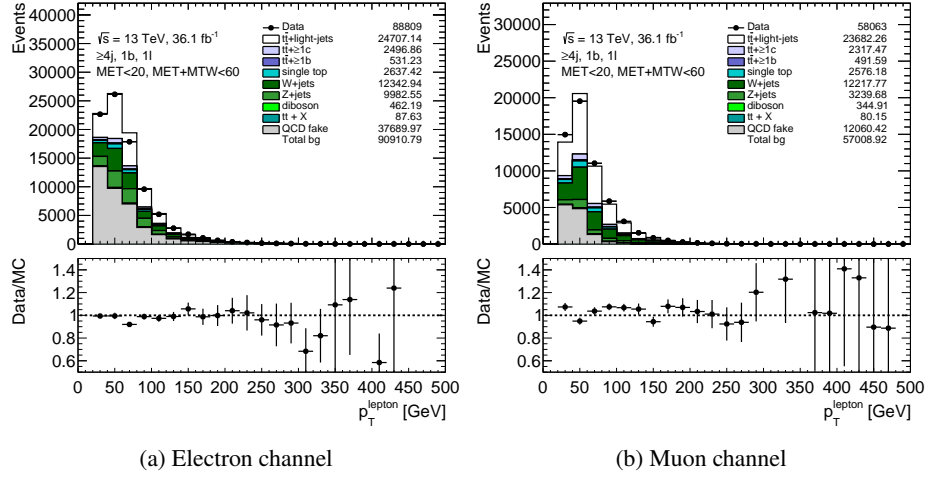 Events
40000
35000
30000
25000
20000
15000
10000
5000
0
√s = 13 TeV, 36.1 fb⁻¹
≥4j, 1b, 1l
MET<20, MET+MTW<60
Data 88809
tt̄+light-jets 24707.14
tt̄+≥1c 2496.86
tt̄+≥1b 531.23
single top 2637.42
W+jets 12342.94
Z+jets 9982.55
diboson 462.19
tt + X 87.63
QCD fake 37689.97
Total bg 90910.79
Data/MC
1.4
1.2
1
0.8
0.6
0 50 100 150 200 250 300 350 400 450 500
p_T^lepton [GeV]
(a) Electron channel
Events
30000
25000
20000
15000
10000
5000
0
√s = 13 TeV, 36.1 fb⁻¹
≥4j, 1b, 1l
MET<20, MET+MTW<60
Data 58063
tt̄+light-jets 23682.26
tt̄+≥1c 2317.47
tt̄+≥1b 491.59
single top 2576.18
W+jets 12217.77
Z+jets 3239.68
diboson 344.91
tt + X 80.15
QCD fake 12060.42
Total bg 57008.92
Data/MC
1.4
1.2
1
0.8
0.6
0 50 100 150 200 250 300 350 400 450 500
p_T^lepton [GeV]
(b) Muon channel